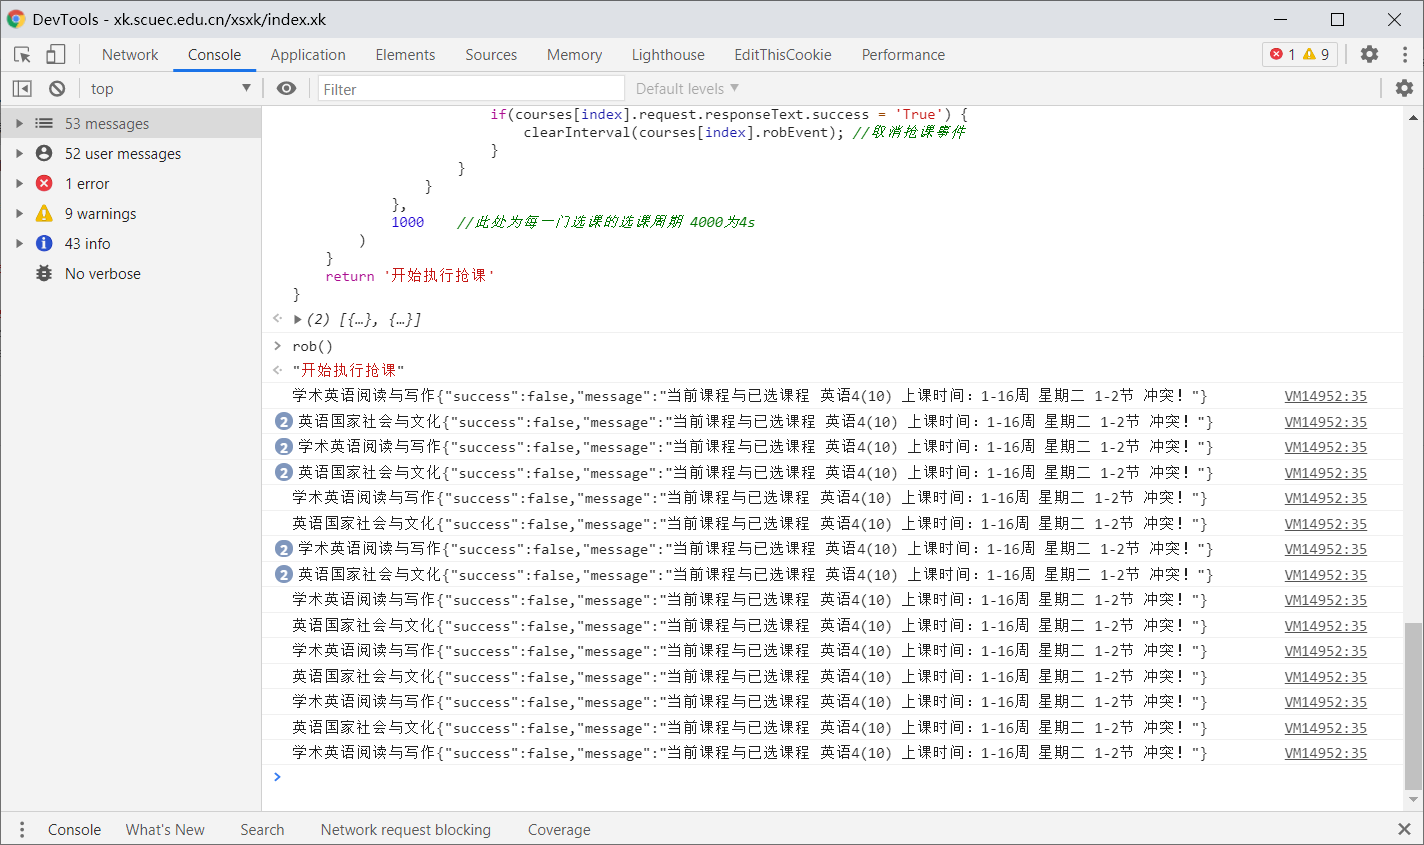 DevTools - xk.scuec.edu.cn/xsxk/index.xk
Network Console Application Elements Sources Memory Lighthouse EditThisCookie Performance 1 9
top Filter Default levels
53 messages
52 user messages
1 error
9 warnings
43 info
No verbose
if(courses[index].request.responseText.success = 'True') {
clearInterval(courses[index].robEvent); //取消抢课事件
}
}
}
},
1000 //此处为每一门选课的选课周期 4000为4s
)
}
return '开始执行抢课'
}
(2) [{…}, {…}]
rob()
"开始执行抢课"
学术英语阅读与写作{"success":false,"message":"当前课程与已选课程 英语4(10) 上课时间：1-16周 星期二 1-2节 冲突！"} VM14952:35
2 英语国家社会与文化{"success":false,"message":"当前课程与已选课程 英语4(10) 上课时间：1-16周 星期二 1-2节 冲突！"} VM14952:35
2 学术英语阅读与写作{"success":false,"message":"当前课程与已选课程 英语4(10) 上课时间：1-16周 星期二 1-2节 冲突！"} VM14952:35
2 英语国家社会与文化{"success":false,"message":"当前课程与已选课程 英语4(10) 上课时间：1-16周 星期二 1-2节 冲突！"} VM14952:35
学术英语阅读与写作{"success":false,"message":"当前课程与已选课程 英语4(10) 上课时间：1-16周 星期二 1-2节 冲突！"} VM14952:35
英语国家社会与文化{"success":false,"message":"当前课程与已选课程 英语4(10) 上课时间：1-16周 星期二 1-2节 冲突！"} VM14952:35
2 学术英语阅读与写作{"success":false,"message":"当前课程与已选课程 英语4(10) 上课时间：1-16周 星期二 1-2节 冲突！"} VM14952:35
2 英语国家社会与文化{"success":false,"message":"当前课程与已选课程 英语4(10) 上课时间：1-16周 星期二 1-2节 冲突！"} VM14952:35
学术英语阅读与写作{"success":false,"message":"当前课程与已选课程 英语4(10) 上课时间：1-16周 星期二 1-2节 冲突！"} VM14952:35
英语国家社会与文化{"success":false,"message":"当前课程与已选课程 英语4(10) 上课时间：1-16周 星期二 1-2节 冲突！"} VM14952:35
学术英语阅读与写作{"success":false,"message":"当前课程与已选课程 英语4(10) 上课时间：1-16周 星期二 1-2节 冲突！"} VM14952:35
英语国家社会与文化{"success":false,"message":"当前课程与已选课程 英语4(10) 上课时间：1-16周 星期二 1-2节 冲突！"} VM14952:35
学术英语阅读与写作{"success":false,"message":"当前课程与已选课程 英语4(10) 上课时间：1-16周 星期二 1-2节 冲突！"} VM14952:35
英语国家社会与文化{"success":false,"message":"当前课程与已选课程 英语4(10) 上课时间：1-16周 星期二 1-2节 冲突！"} VM14952:35
学术英语阅读与写作{"success":false,"message":"当前课程与已选课程 英语4(10) 上课时间：1-16周 星期二 1-2节 冲突！"} VM14952:35
Console What's New Search Network request blocking Coverage